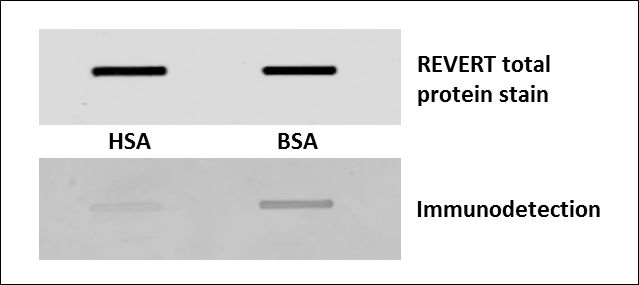 REVERT total
protein stain
HSA BSA
Immunodetection